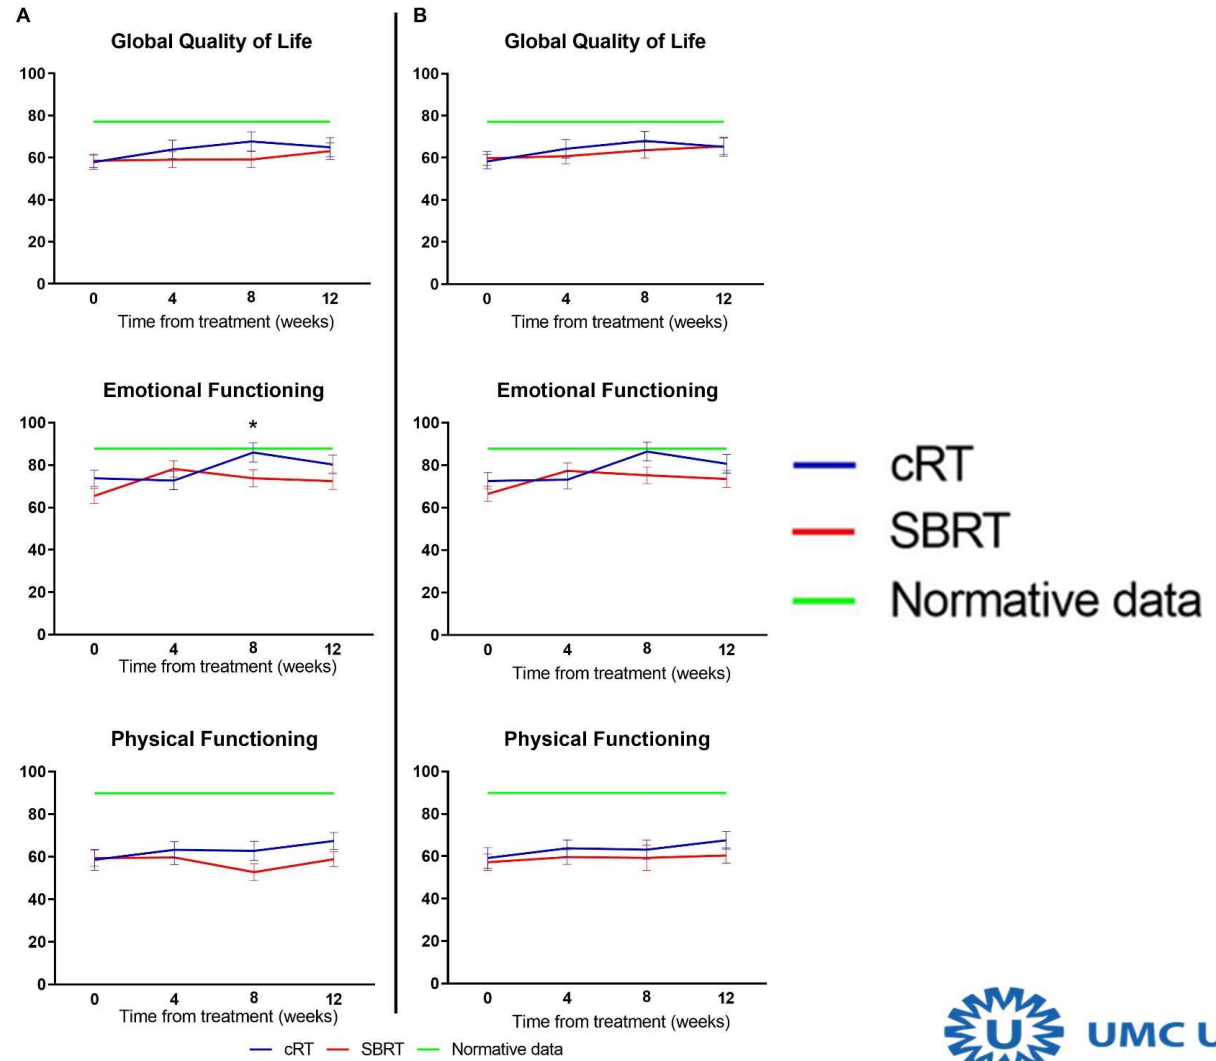 A
Global Quality of Life
100
80
60
40
20
0
0 4 8 12
Time from treatment (weeks)
Emotional Functioning
*
100
80
60
40
20
0
0 4 8 12
Time from treatment (weeks)
Physical Functioning
100
80
60
40
20
0
0 4 8 12
Time from treatment (weeks)
B
Global Quality of Life
100
80
60
40
20
0
0 4 8 12
Time from treatment (weeks)
Emotional Functioning
100
80
60
40
20
0
0 4 8 12
Time from treatment (weeks)
Physical Functioning
100
80
60
40
20
0
0 4 8 12
Time from treatment (weeks)
cRT SBRT Normative data
cRT
SBRT
Normative data
U UMC U